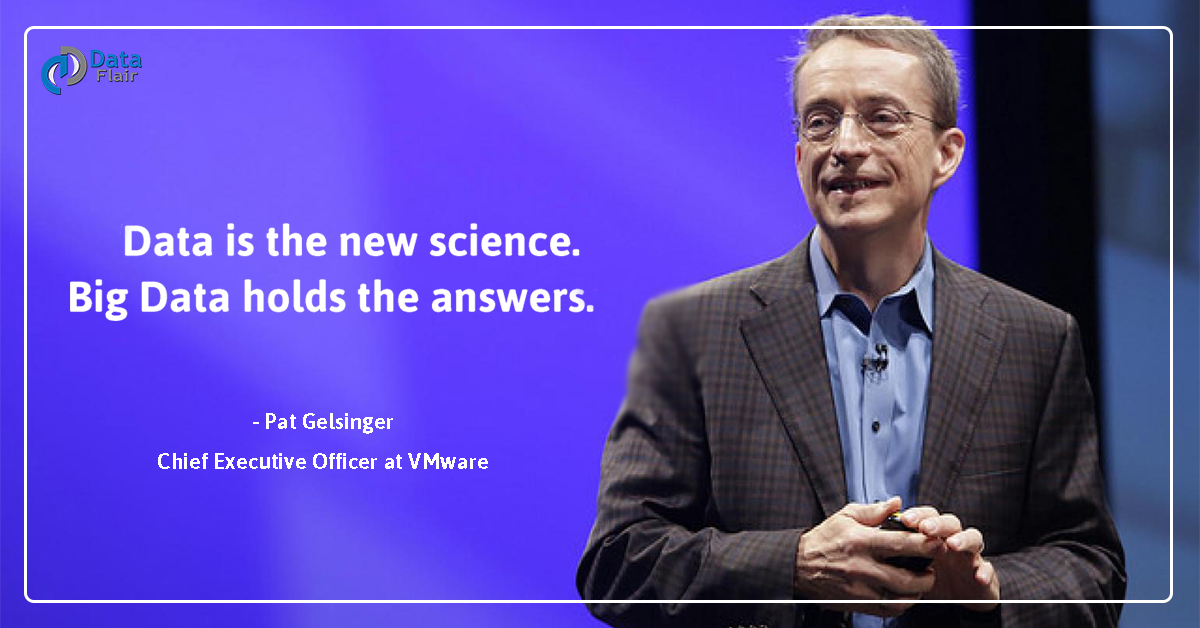 Data
Flair
Data is the new science.
Big Data holds the answers.
- Pat Gelsinger
Chief Executive Officer at VMware